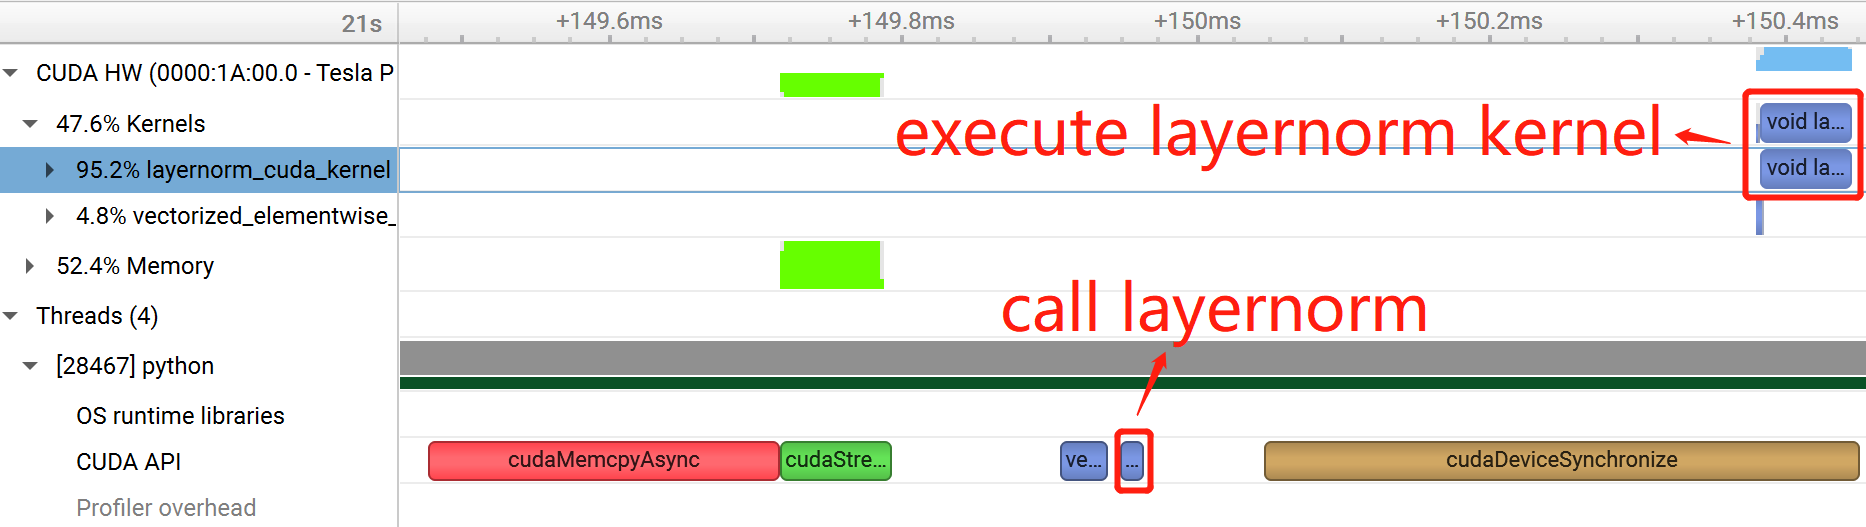 21s +149.6ms +149.8ms +150ms +150.2ms +150.4ms
CUDA HW (0000:1A:00.0 - Tesla P
47.6% Kernels
void la...
execute layernorm kernel
95.2% layernorm_cuda_kernel
void la...
4.8% vectorized_elementwise_
52.4% Memory
call layernorm
Threads (4)
[28467] python
OS runtime libraries
CUDA API cudaMemcpyAsync cudaStre... ve... ... cudaDeviceSynchronize
Profiler overhead